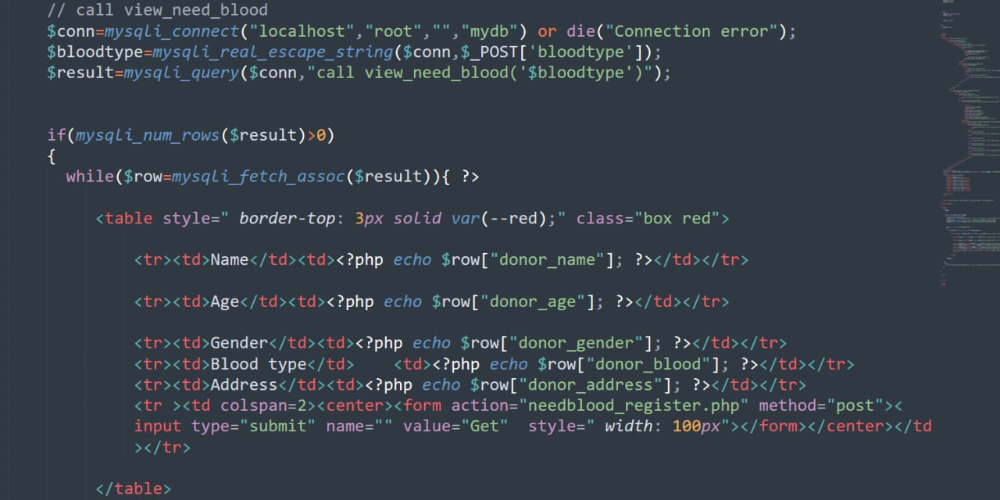 // call view_need_blood
$conn=mysqli_connect("localhost","root","","mydb") or die("Connection error");
$bloodtype=mysqli_real_escape_string($conn,$_POST['bloodtype']);
$result=mysqli_query($conn,"call view_need_blood('$bloodtype')");
if(mysqli_num_rows($result)>0)
{
while($row=mysqli_fetch_assoc($result)){ ?>
<table style=" border-top: 3px solid var(--red);" class="box red">
<tr><td>Name</td><td><?php echo $row["donor_name"]; ?></td></tr>
<tr><td>Age</td><td><?php echo $row["donor_age"]; ?></td></tr>
<tr><td>Gender</td><td><?php echo $row["donor_gender"]; ?></td></tr>
<tr><td>Blood type</td>    <td><?php echo $row["donor_blood"]; ?></td></tr>
<tr><td>Address</td><td><?php echo $row["donor_address"]; ?></td></tr>
<tr ><td colspan=2><center><form action="needblood_register.php" method="post"><
input type="submit" name="" value="Get"  style=" width: 100px"></form></center></td
></tr>
</table>